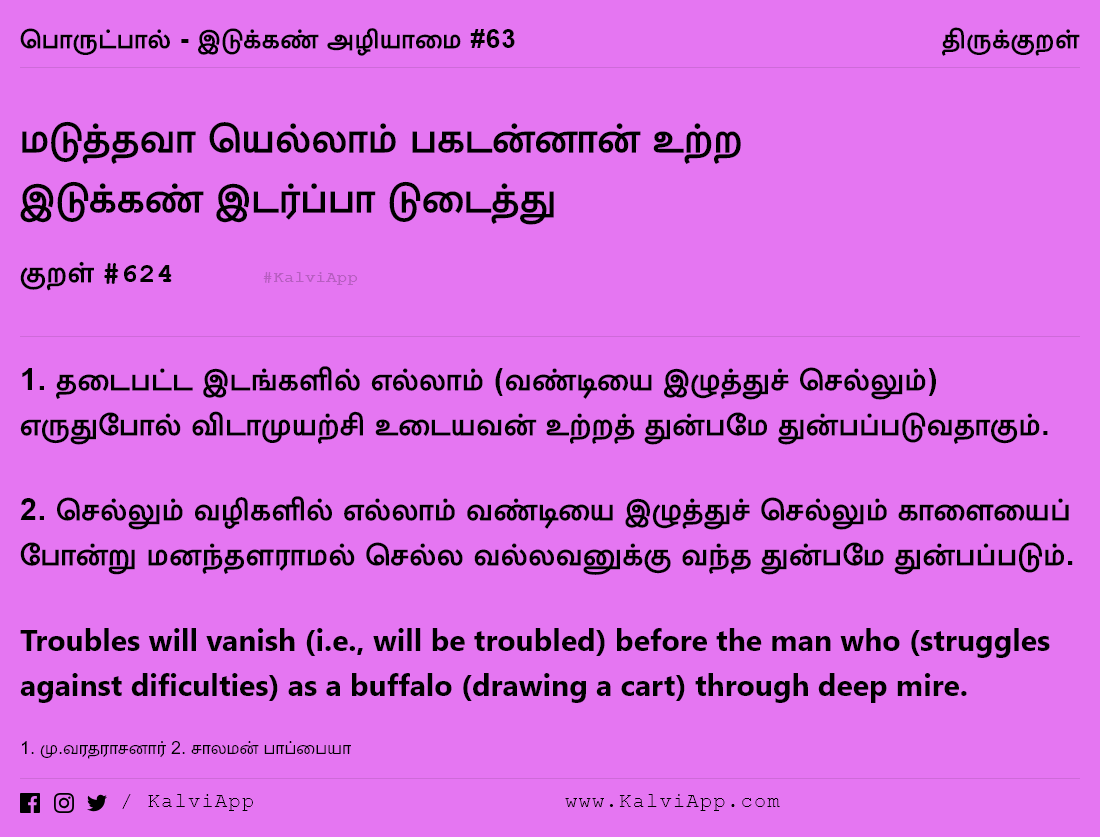 பொருட்பால் - இடுக்கண் அழியாமை #63 திருக்குறள்
மடுத்தவா யெல்லாம் பகடன்னான் உற்ற
இடுக்கண் இடர்ப்பா டுடைத்து
குறள் #624 #KalviApp
1. தடைபட்ட இடங்களில் எல்லாம் (வண்டியை இழுத்துச் செல்லும்)
எருதுபோல் விடாமுயற்சி உடையவன் உற்றத் துன்பமே துன்பப்படுவதாகும்.
2. செல்லும் வழிகளில் எல்லாம் வண்டியை இழுத்துச் செல்லும் காளையைப்
போன்று மனந்தளராமல் செல்ல வல்லவனுக்கு வந்த துன்பமே துன்பப்படும்.
Troubles will vanish (i.e., will be troubled) before the man who (struggles
against dificulties) as a buffalo (drawing a cart) through deep mire.
1. மு.வரதராசனார் 2. சாலமன் பாப்பையா
/ KalviApp www.KalviApp.com